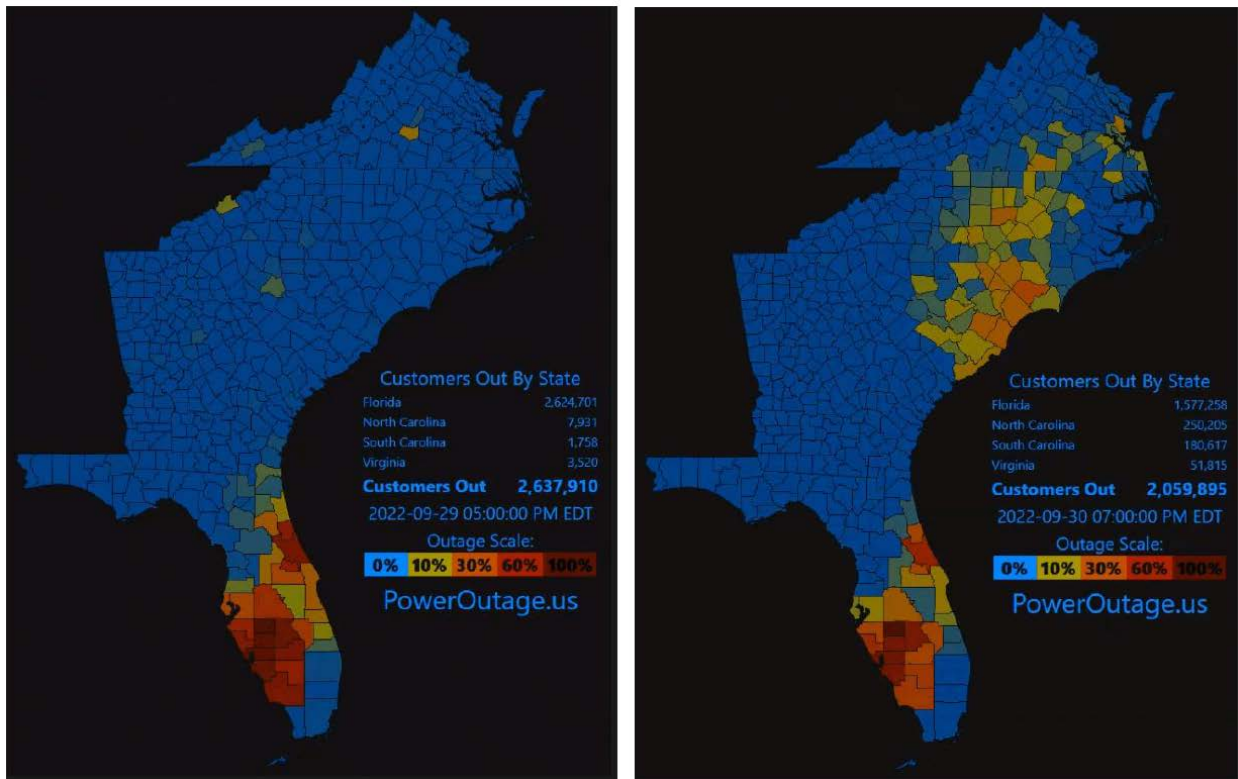 Customers Out By State
Florida 2,624,701
North Carolina 7,931
South Carolina 1,758
Virginia 3,520
Customers Out 2,637,910
2022-09-29 05:00:00 PM EDT
Outage Scale:
0% 10% 30% 60% 100%
PowerOutage.us
Customers Out By State
Florida 1,577,258
North Carolina 250,205
South Carolina 180,617
Virginia 51,815
Customers Out 2,059,895
2022-09-30 07:00:00 PM EDT
Outage Scale:
0% 10% 30% 60% 100%
PowerOutage.us